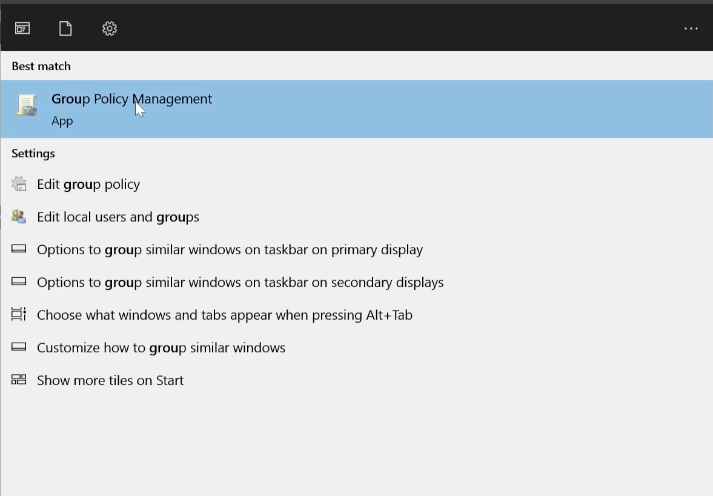 Best match
Group Policy Management
App
Settings
Edit group policy
Edit local users and groups
Options to group similar windows on taskbar on primary display
Options to group similar windows on taskbar on secondary displays
Choose what windows and tabs appear when pressing Alt+Tab
Customize how to group similar windows
Show more tiles on Start